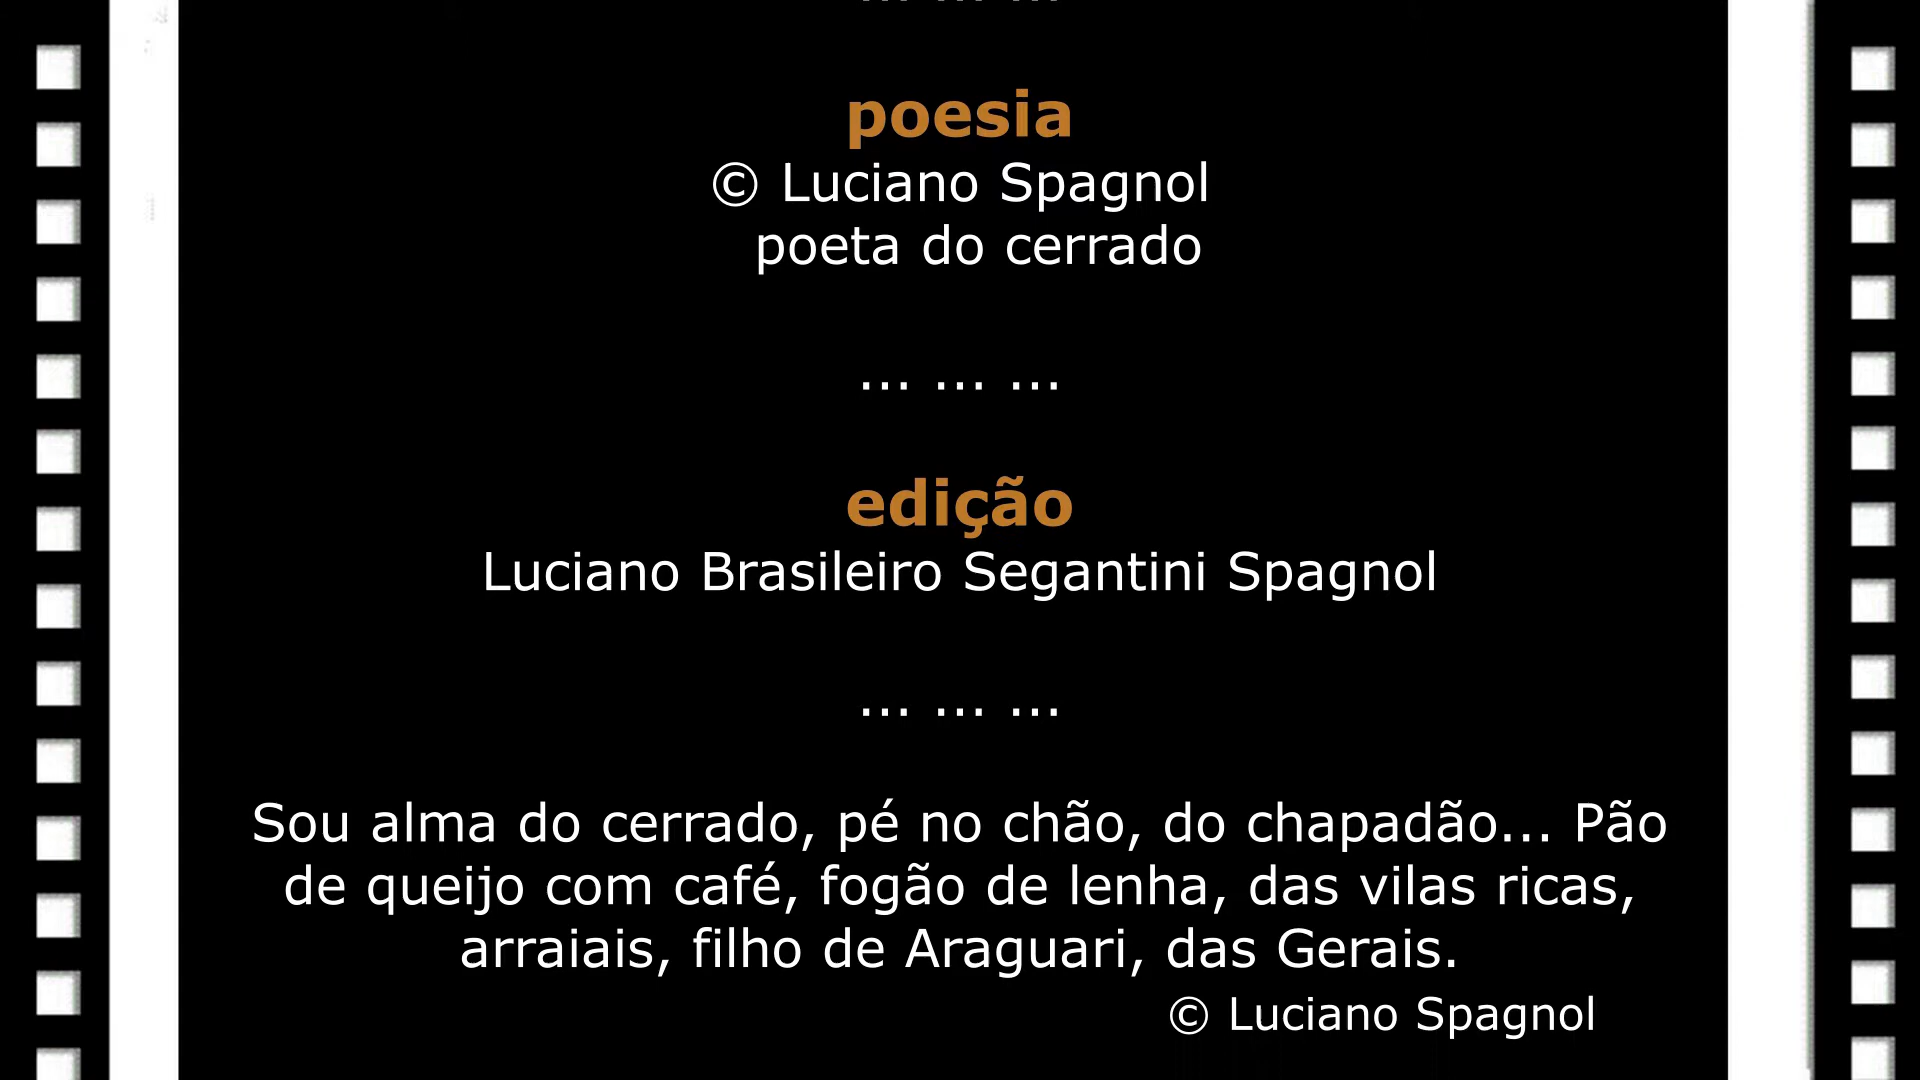 ... ... ...
poesia
© Luciano Spagnol
poeta do cerrado
... ... ...
edição
Luciano Brasileiro Segantini Spagnol
... ... ...
Sou alma do cerrado, pé no chão, do chapadão... Pão
de queijo com café, fogão de lenha, das vilas ricas,
arraiais, filho de Araguari, das Gerais.
© Luciano Spagnol